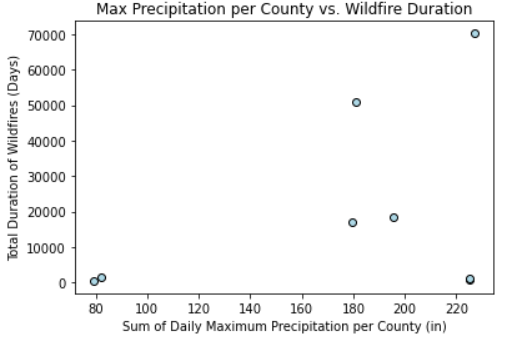 Max Precipitation per County vs. Wildfire Duration
Total Duration of Wildfires (Days)
70000
60000
50000
40000
30000
20000
10000
0
80 100 120 140 160 180 200 220
Sum of Daily Maximum Precipitation per County (in)